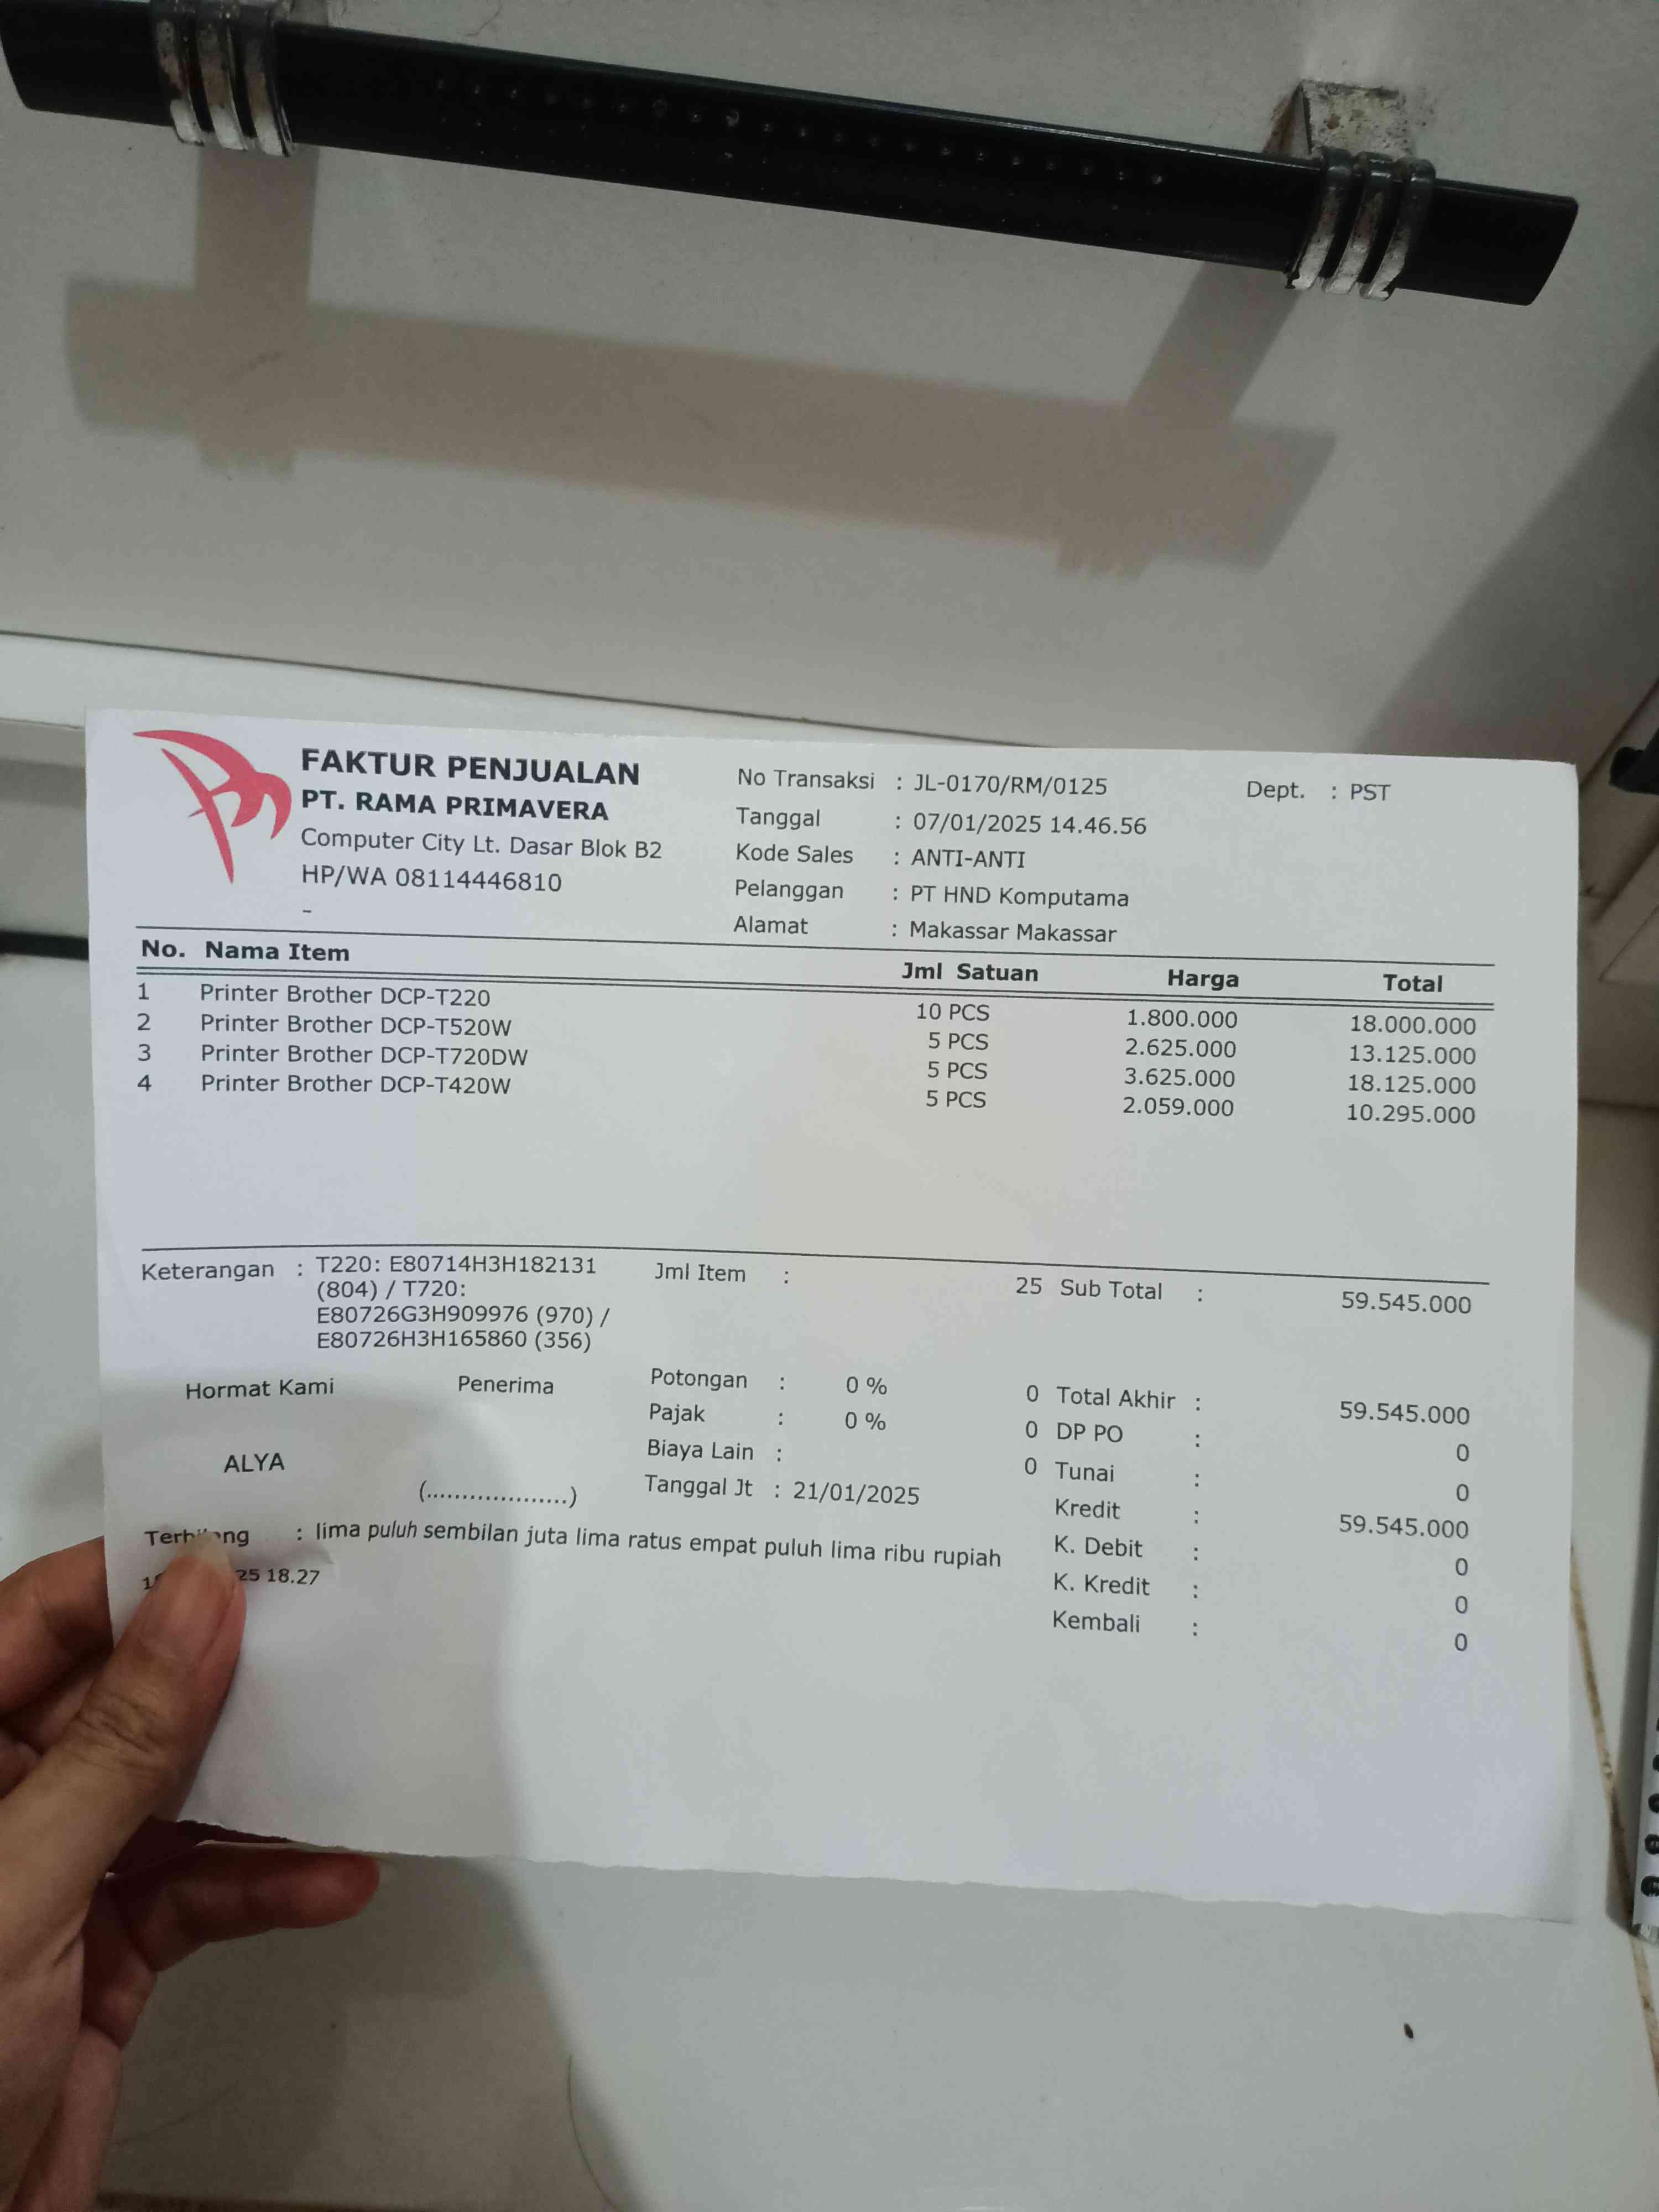 FAKTUR PENJUALAN
PT. RAMA PRIMAVERA
Computer City Lt. Dasar Blok B2
HP/WA 08114446810
-
No Transaksi : JL-0170/RM/0125
Dept. : PST
Tanggal : 07/01/2025 14.46.56
Kode Sales : ANTI-ANTI
Pelanggan : PT HND Komputama
Alamat : Makassar Makassar
No. Nama Item Jml Satuan Harga Total
1 Printer Brother DCP-T220 10 PCS 1.800.000 18.000.000
2 Printer Brother DCP-T520W 5 PCS 2.625.000 13.125.000
3 Printer Brother DCP-T720DW 5 PCS 3.625.000 18.125.000
4 Printer Brother DCP-T420W 5 PCS 2.059.000 10.295.000
Keterangan : T220: E80714H3H182131
(804) / T720:
E80726G3H909976 (970) /
E80726H3H165860 (356)
Jml Item : 25 Sub Total : 59.545.000
Hormat Kami Penerima
ALYA
(...................)
Potongan : 0 % 0 Total Akhir : 59.545.000
Pajak : 0 % 0 DP PO : 0
Biaya Lain : 0 Tunai : 0
Tanggal Jt : 21/01/2025 Kredit : 59.545.000
K. Debit : 0
K. Kredit : 0
Kembali : 0
: lima puluh sembilan juta lima ratus empat puluh lima ribu rupiah
25 18.27